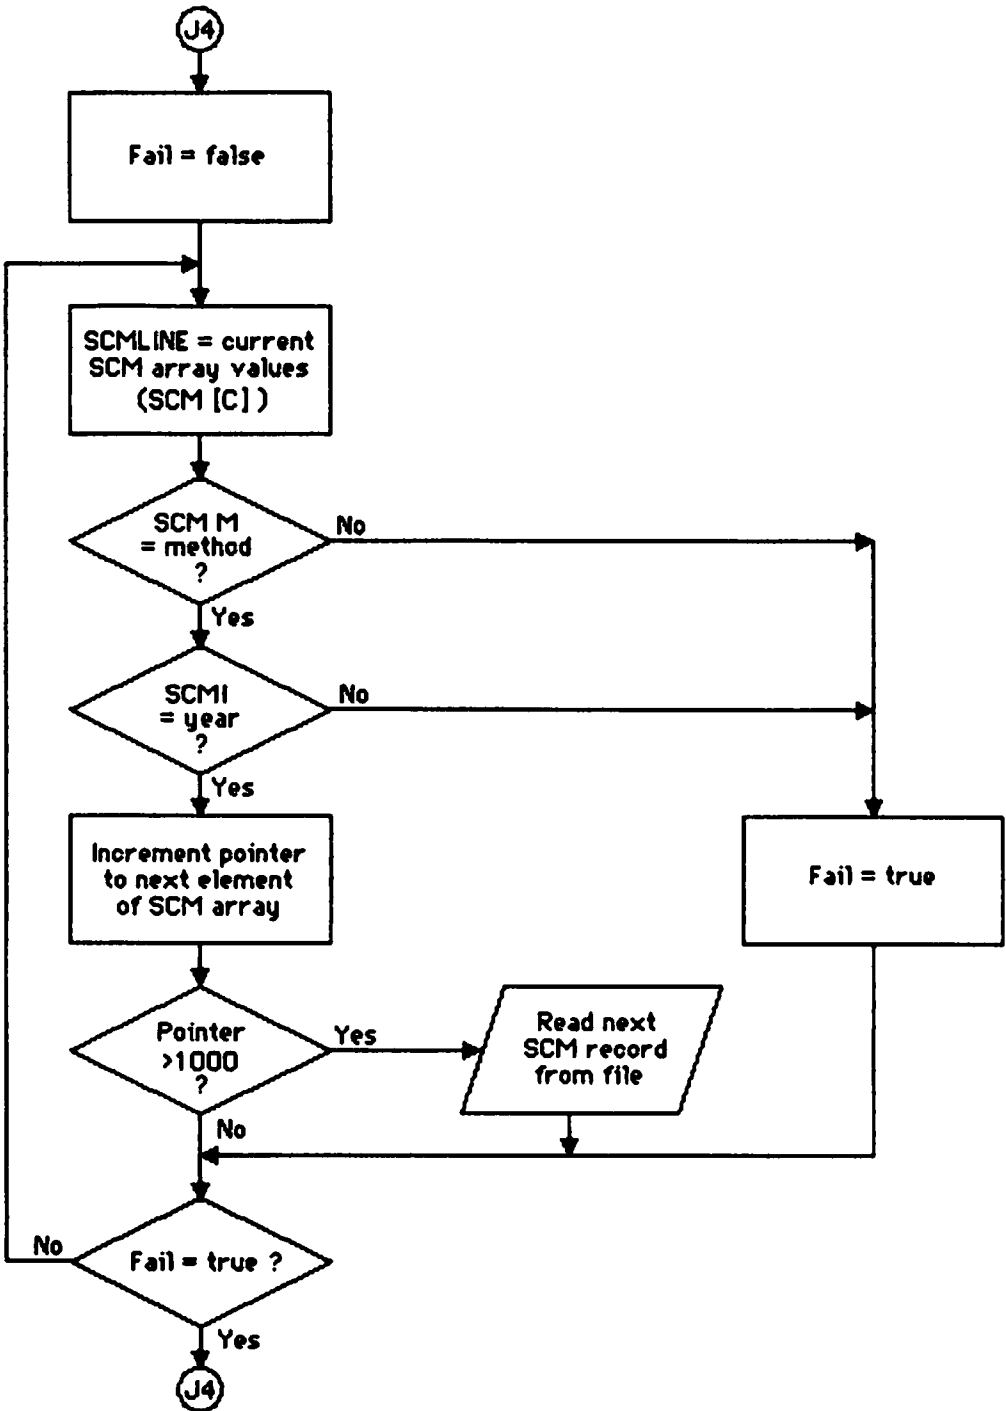 J4
Fail = false
SCMLINE = current
SCM array values
(SCM [C] )
SCM M
= method
?
No
Yes
SCMI
= year
?
No
Yes
Increment pointer
to next element
of SCM array
Fail = true
Pointer
>1000
?
Yes
Read next
SCM record
from file
No
No
Fail = true ?
Yes
J4